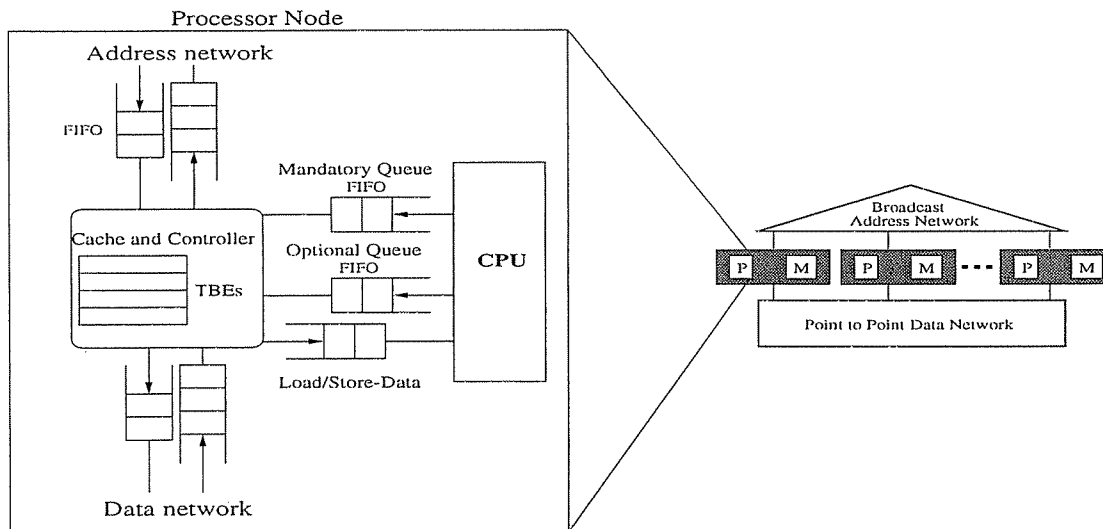 Processor Node
Address network
FIFO
Mandatory Queue
FIFO
Cache and Controller
TBEs
Optional Queue
FIFO
CPU
Load/Store-Data
Data network
Broadcast
Address Network
P M P M P M
Point to Point Data Network